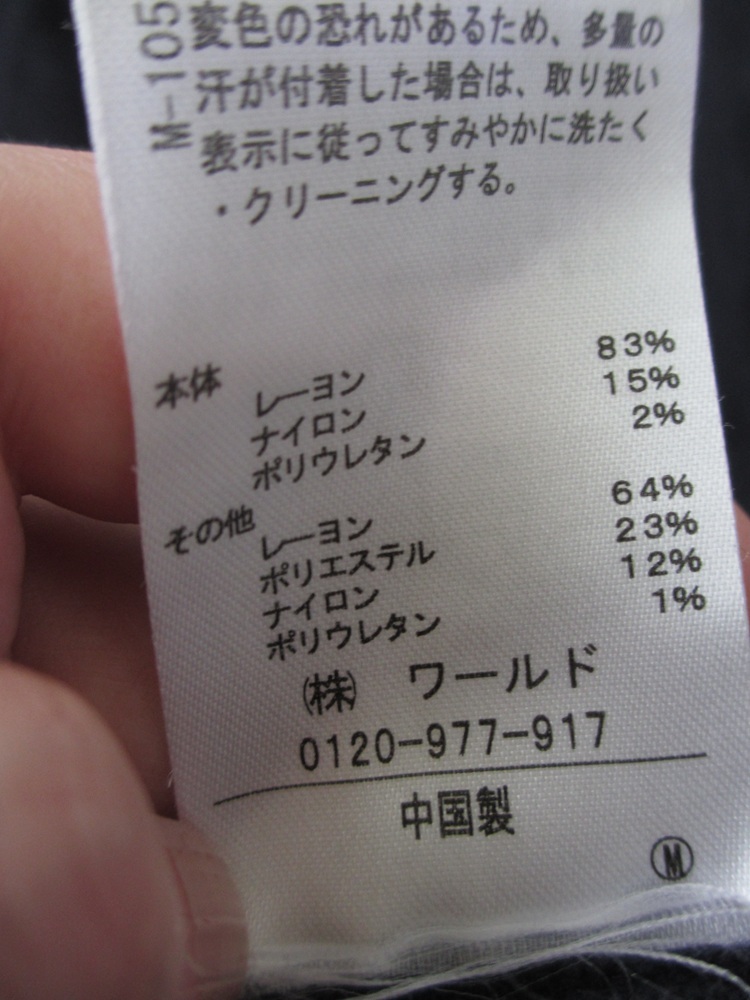 M-105
変色の恐れがあるため、多量の
汗が付着した場合は、取り扱い
表示に従ってすみやかに洗たく
・クリーニングする。
本体 レーヨン 83%
ナイロン 15%
ポリウレタン 2%
その他 レーヨン 64%
ポリエステル 23%
ナイロン 12%
ポリウレタン 1%
㈱ ワールド
0120-977-917
中国製
Ⓜ